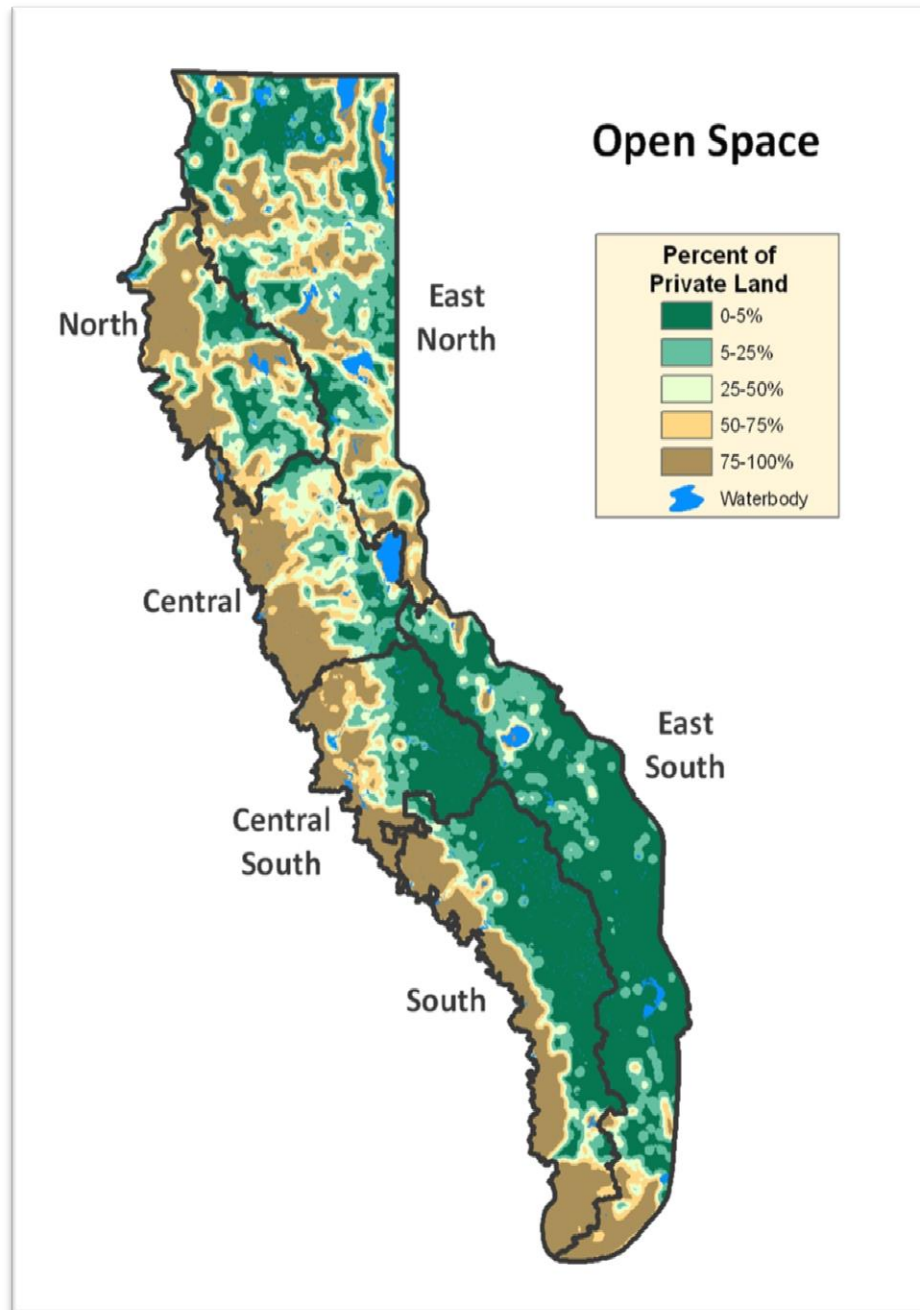 Open Space
Percent of
Private Land
0-5%
5-25%
25-50%
50-75%
75-100%
Waterbody
North
East
North
Central
East
South
Central
South
South